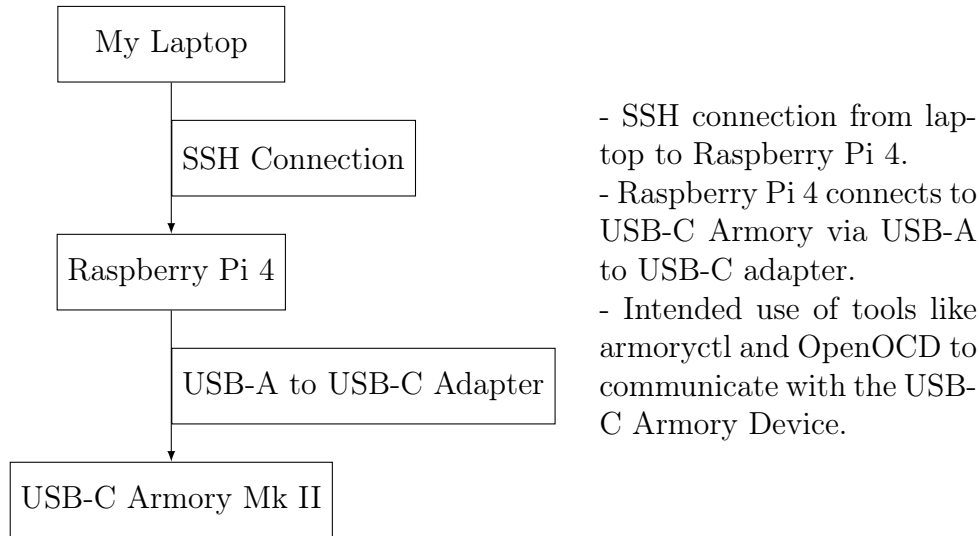 My Laptop
SSH Connection
Raspberry Pi 4
USB-A to USB-C Adapter
USB-C Armory Mk II
- SSH connection from lap-
top to Raspberry Pi 4.
- Raspberry Pi 4 connects to
USB-C Armory via USB-A
to USB-C adapter.
- Intended use of tools like
armoryctl and OpenOCD to
communicate with the USB-
C Armory Device.